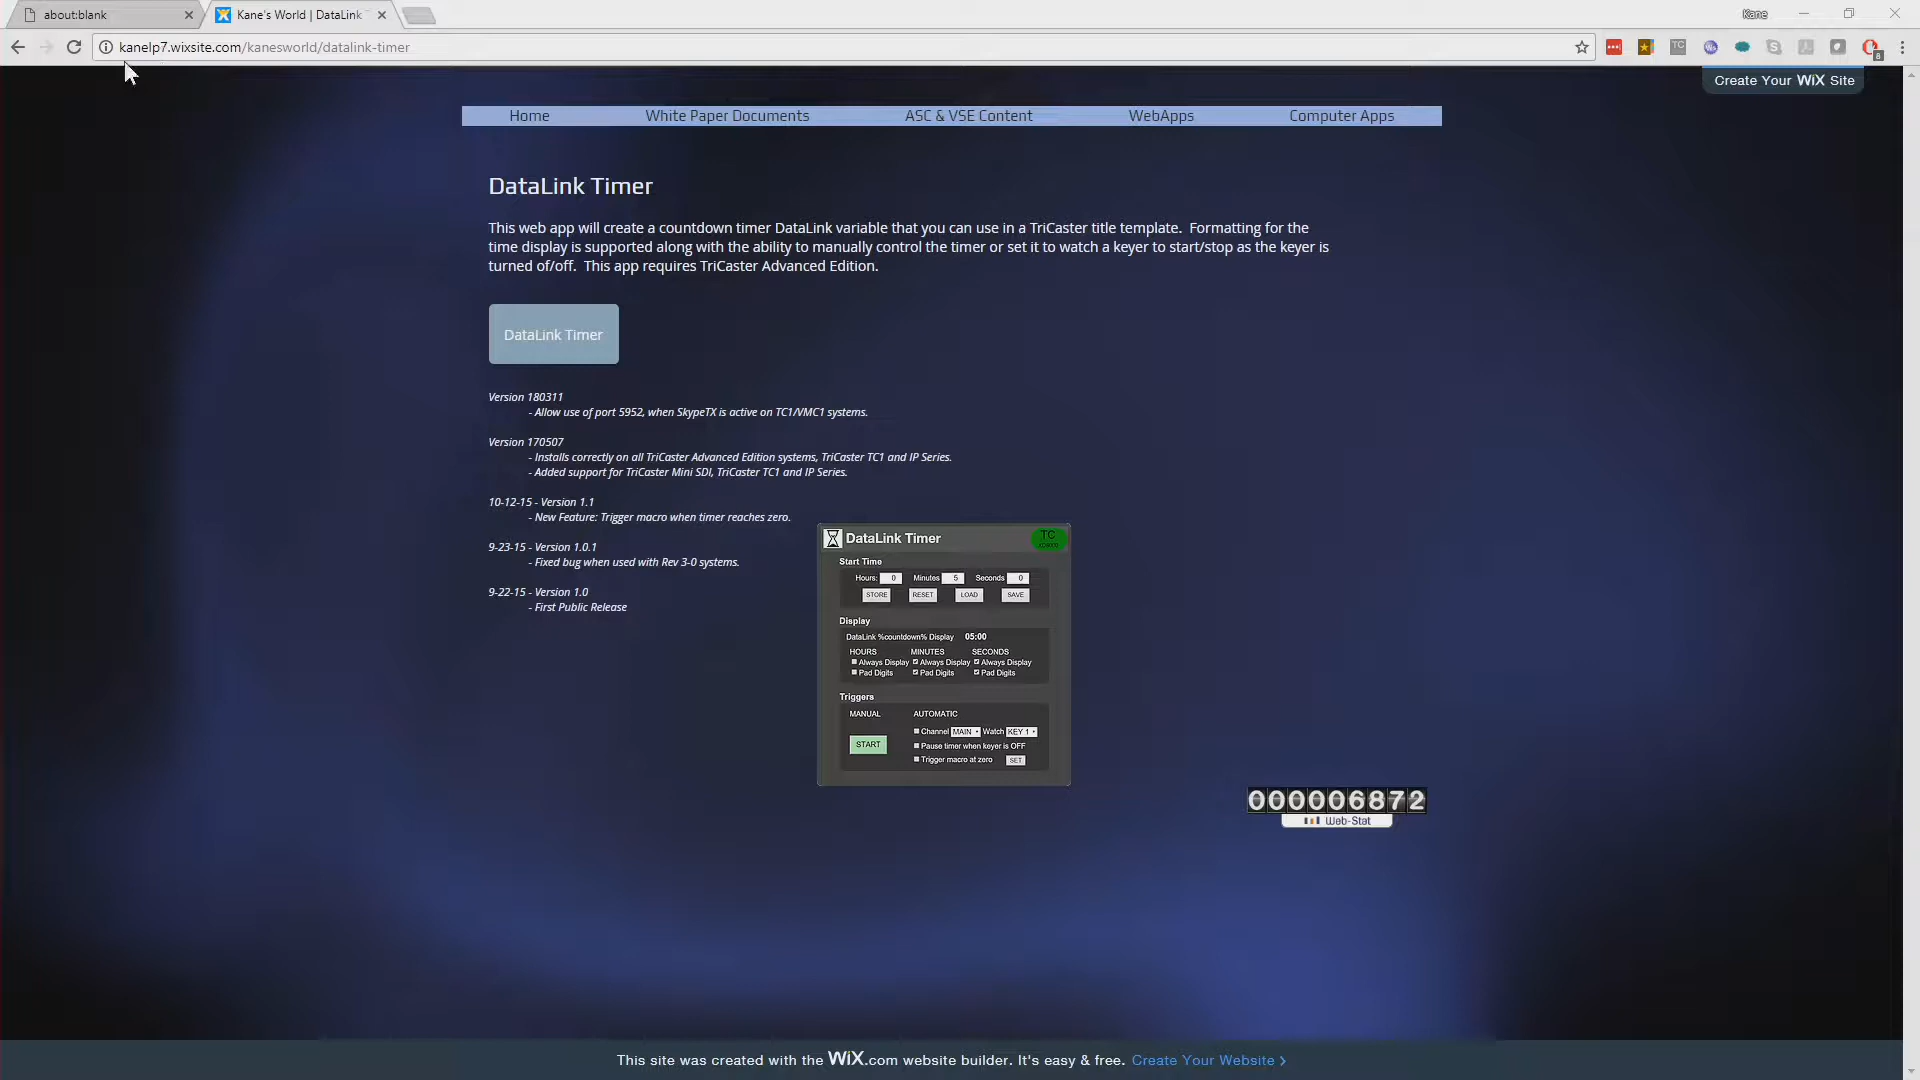 about:blank
Kane's World | DataLink
Kane
kanelp7.wixsite.com/kanesworld/datalink-timer
TC
8
Create Your WiX Site
Home
White Paper Documents
ASC & VSE Content
WebApps
Computer Apps
DataLink Timer
This web app will create a countdown timer DataLink variable that you can use in a TriCaster title template.  Formatting for the
time display is supported along with the ability to manually control the timer or set it to watch a keyer to start/stop as the keyer is
turned of/off.  This app requires TriCaster Advanced Edition.
DataLink Timer
Version 180311
- Allow use of port 5952, when SkypeTX is active on TC1/VMC1 systems.
Version 170507
- Installs correctly on all TriCaster Advanced Edition systems, TriCaster TC1 and IP Series.
- Added support for TriCaster Mini SDI, TriCaster TC1 and IP Series.
10-12-15 - Version 1.1
- New Feature: Trigger macro when timer reaches zero.
9-23-15 - Version 1.0.1
- Fixed bug when used with Rev 3-0 systems.
9-22-15 - Version 1.0
- First Public Release
DataLink Timer
TC
Start Time
Hours: 0 Minutes 5 Seconds 0
STORE RESET LOAD SAVE
Display
DataLink %countdown% Display 05:00
HOURS MINUTES SECONDS
Always Display Always Display Always Display
Pad Digits Pad Digits Pad Digits
Triggers
MANUAL AUTOMATIC
Channel MAIN Watch KEY 1
START
Pause timer when keyer is OFF
Trigger macro at zero SET
000006872
Web-Stat
This site was created with the WiX.com website builder. It's easy & free. Create Your Website >